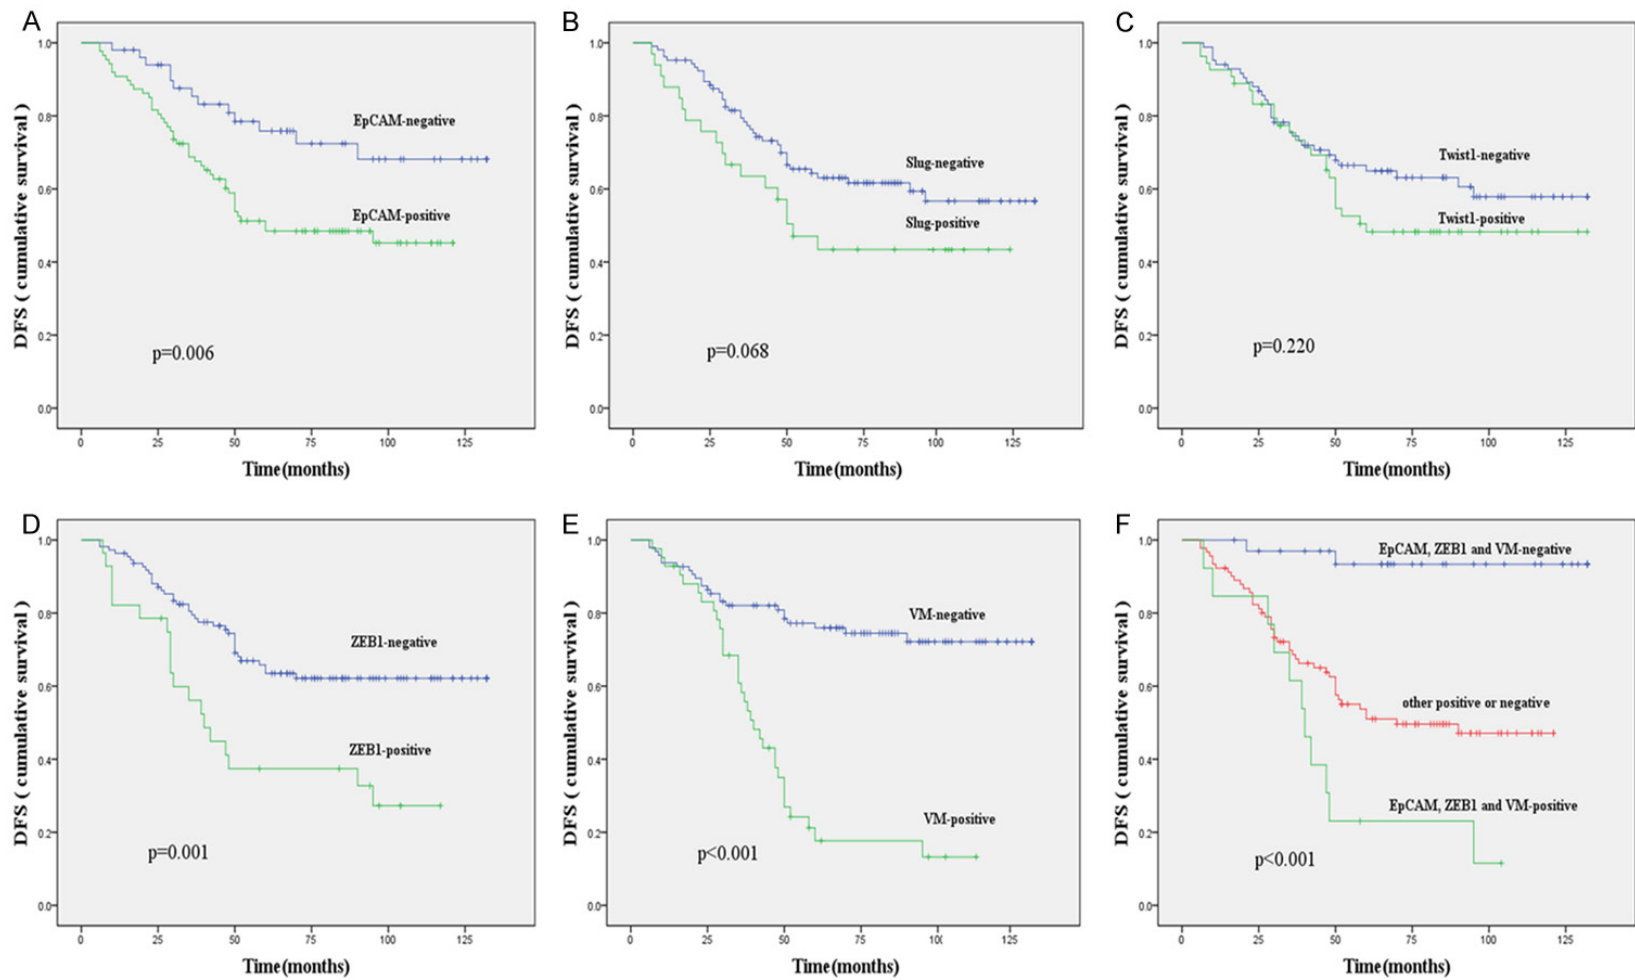 A
DFS ( cumulative survival )
1.0
0.8
0.6
0.4
0.2
0.0
EpCAM-negative
EpCAM-positive
p=0.006
0 25 50 75 100 125
Time(months)
B
DFS ( cumulative survival )
1.0
0.8
0.6
0.4
0.2
0.0
Slug-negative
Slug-positive
p=0.068
0 25 50 75 100 125
Time(months)
C
DFS ( cumulative survival )
1.0
0.8
0.6
0.4
0.2
0.0
Twist1-negative
Twist1-positive
p=0.220
0 25 50 75 100 125
Time(months)
D
DFS ( cumulative survival )
1.0
0.8
0.6
0.4
0.2
0.0
ZEB1-negative
ZEB1-positive
p=0.001
0 25 50 75 100 125
Time(months)
E
DFS ( cumulative survival )
1.0
0.8
0.6
0.4
0.2
0.0
VM-negative
VM-positive
p<0.001
0 25 50 75 100 125
Time(months)
F
DFS ( cumulative survival )
1.0
0.8
0.6
0.4
0.2
0.0
EpCAM, ZEB1 and VM-negative
other positive or negative
EpCAM, ZEB1 and VM-positive
p<0.001
0 25 50 75 100 125
Time(months)